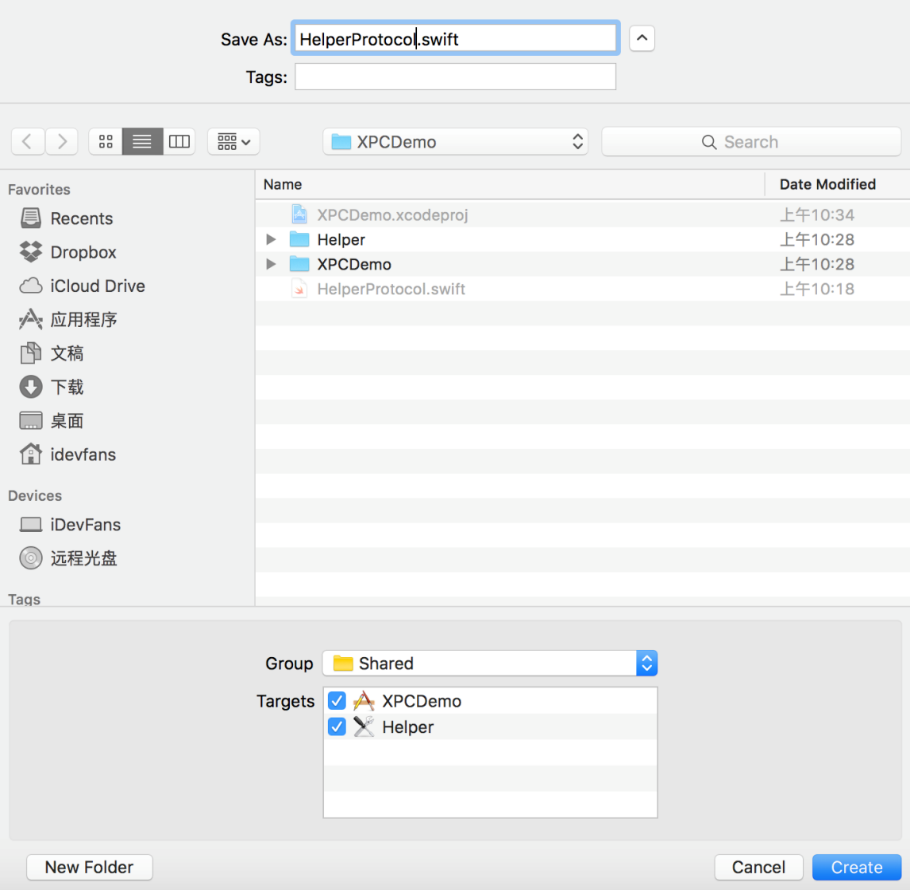 Save As: HelperProtocol.swift
Tags:
XPCDemo
Search
Favorites
Recents
Dropbox
iCloud Drive
应用程序
文稿
下载
桌面
idevfans
Devices
iDevFans
远程光盘
Tags
Name Date Modified
XPCDemo.xcodeproj 上午10:34
Helper 上午10:28
XPCDemo 上午10:28
HelperProtocol.swift 上午10:18
Group Shared
Targets XPCDemo
Helper
New Folder Cancel Create